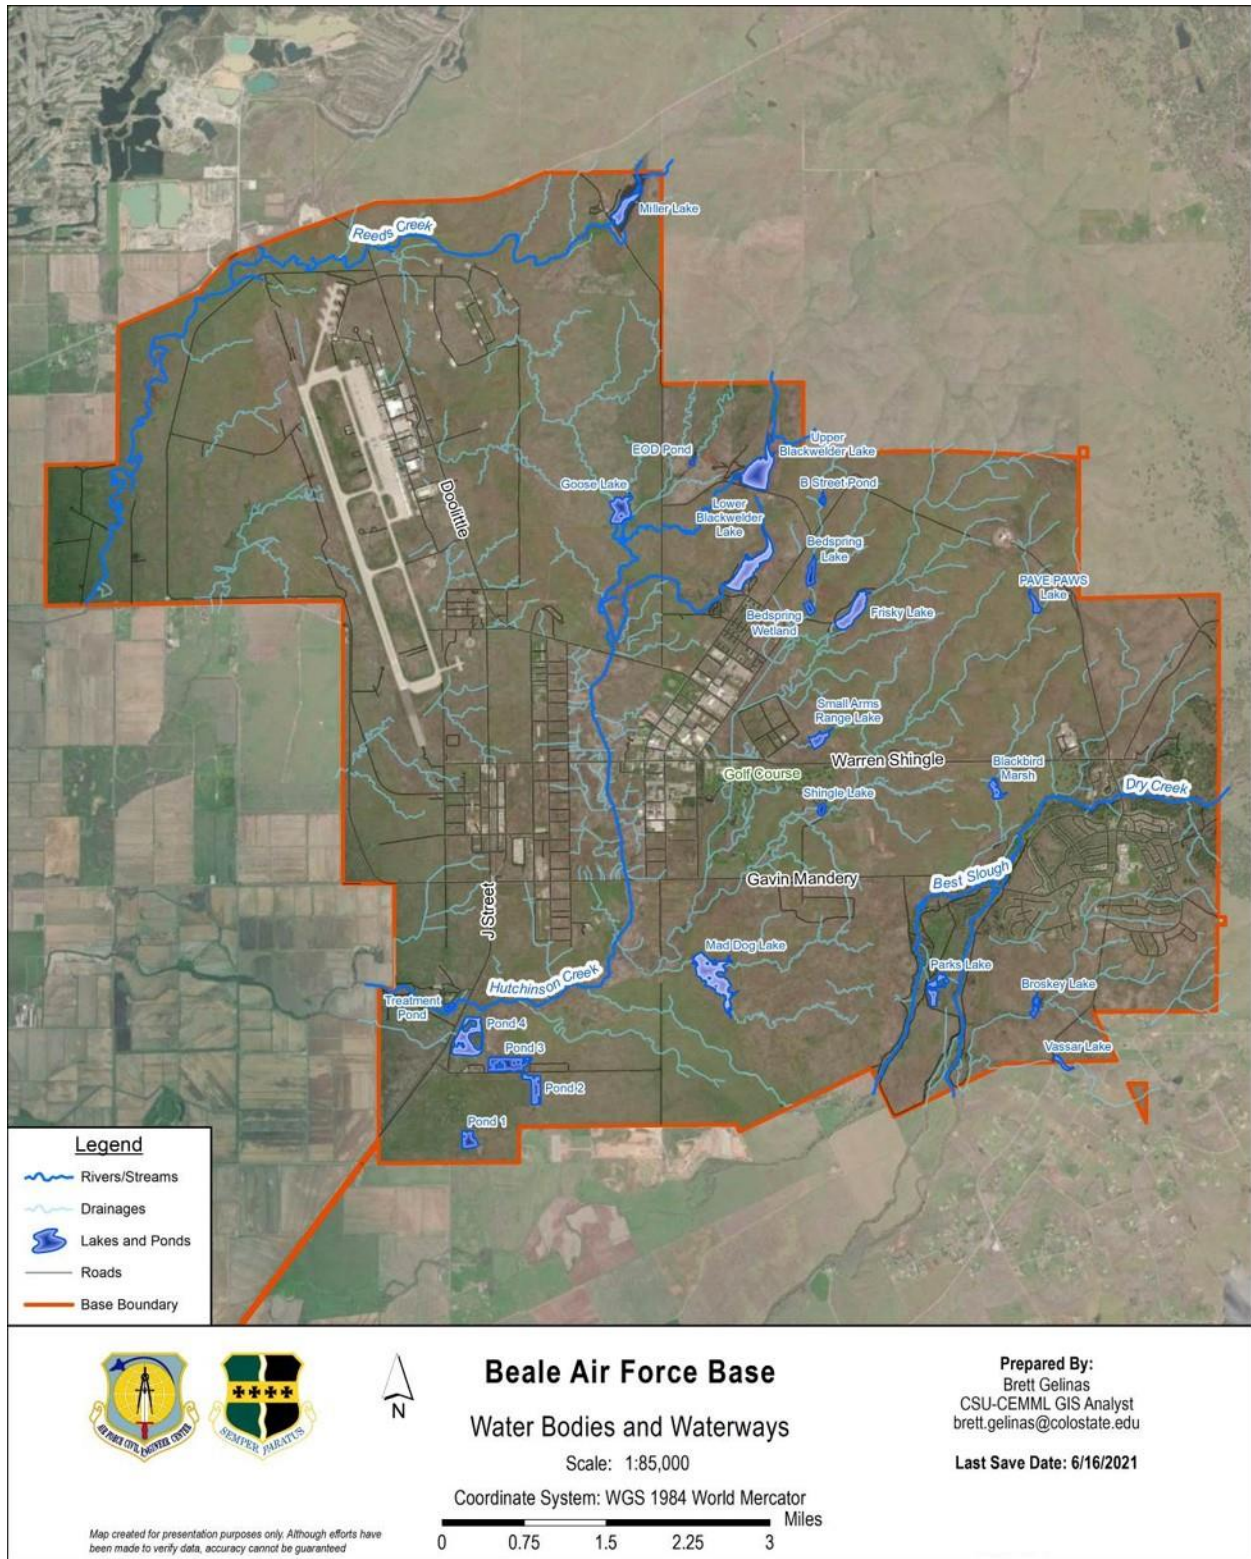 Miller Lake
Reeds Creek
Upper
Blackwelder Lake
EOD Pond
Goose Lake
B Street Pond
Lower
Blackwelder
Lake
Doolittle
Bedspring
Lake
PAVE PAWS
Lake
Bedspring
Wetland
Frisky Lake
Small Arms
Range Lake
Warren Shingle
Golf Course
Blackbird
Marsh
Dry Creek
Shingle Lake
Gavin Mandery
Best Slough
J Street
Mad Dog Lake
Parks Lake
Hutchinson Creek
Broskey Lake
Treatment
Pond
Pond 4
Pond 3
Vassar Lake
Pond 2
Pond 1
Legend
Rivers/Streams
Drainages
Lakes and Ponds
Roads
Base Boundary
AIR FORCE CIVIL ENGINEER CENTER
SEMPER PARATUS
N
Beale Air Force Base
Water Bodies and Waterways
Scale: 1:85,000
Coordinate System: WGS 1984 World Mercator
Miles
0 0.75 1.5 2.25 3
Prepared By:
Brett Gelinas
CSU-CEMML GIS Analyst
brett.gelinas@colostate.edu
Last Save Date: 6/16/2021
Map created for presentation purposes only. Although efforts have
been made to verify data, accuracy cannot be guaranteed